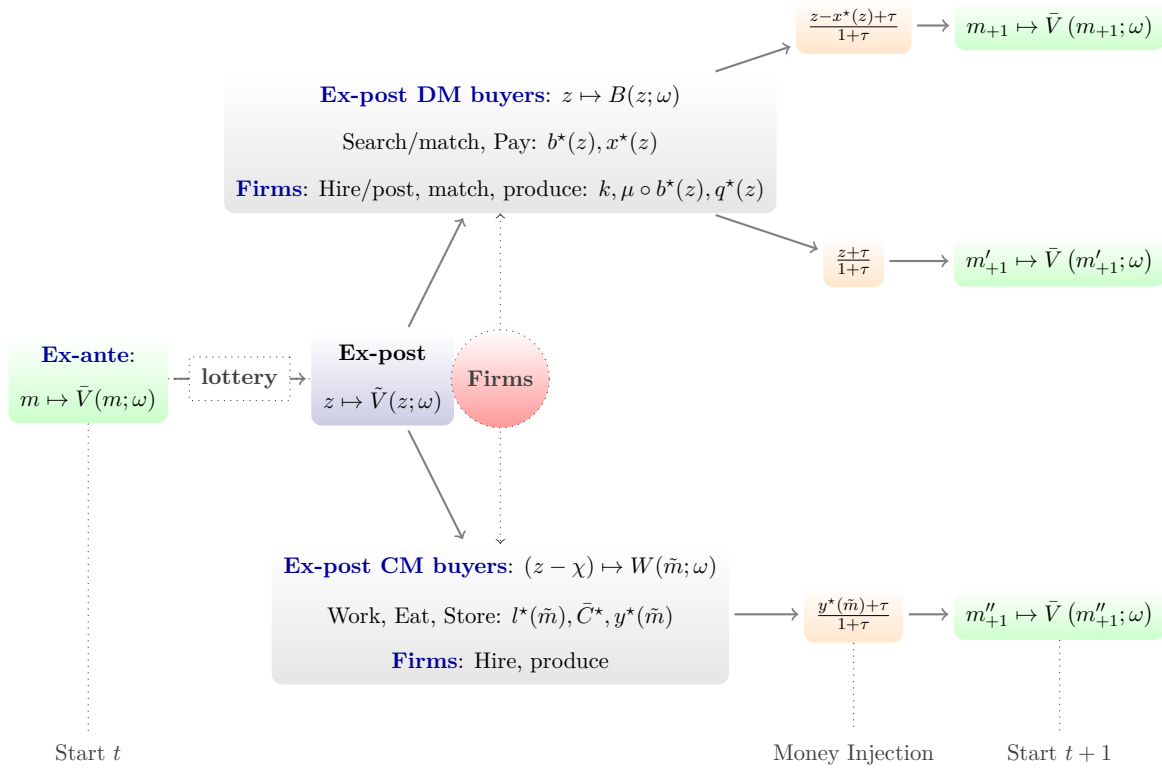 (z−x⋆(z)+τ)/(1+τ)
m₊₁ ↦ V̄ (m₊₁; ω)
Ex-post DM buyers: z ↦ B(z; ω)
Search/match, Pay: b⋆(z), x⋆(z)
Firms: Hire/post, match, produce: k, μ ∘ b⋆(z), q⋆(z)
(z+τ)/(1+τ)
m′₊₁ ↦ V̄ (m′₊₁; ω)
Ex-ante:
m ↦ V̄(m; ω)
lottery
Ex-post
z ↦ Ṽ(z; ω)
Firms
Ex-post CM buyers: (z − χ) ↦ W(m̃; ω)
Work, Eat, Store: l⋆(m̃), C̄⋆, y⋆(m̃)
Firms: Hire, produce
(y⋆(m̃)+τ)/(1+τ)
m″₊₁ ↦ V̄ (m″₊₁; ω)
Start t
Money Injection
Start t + 1